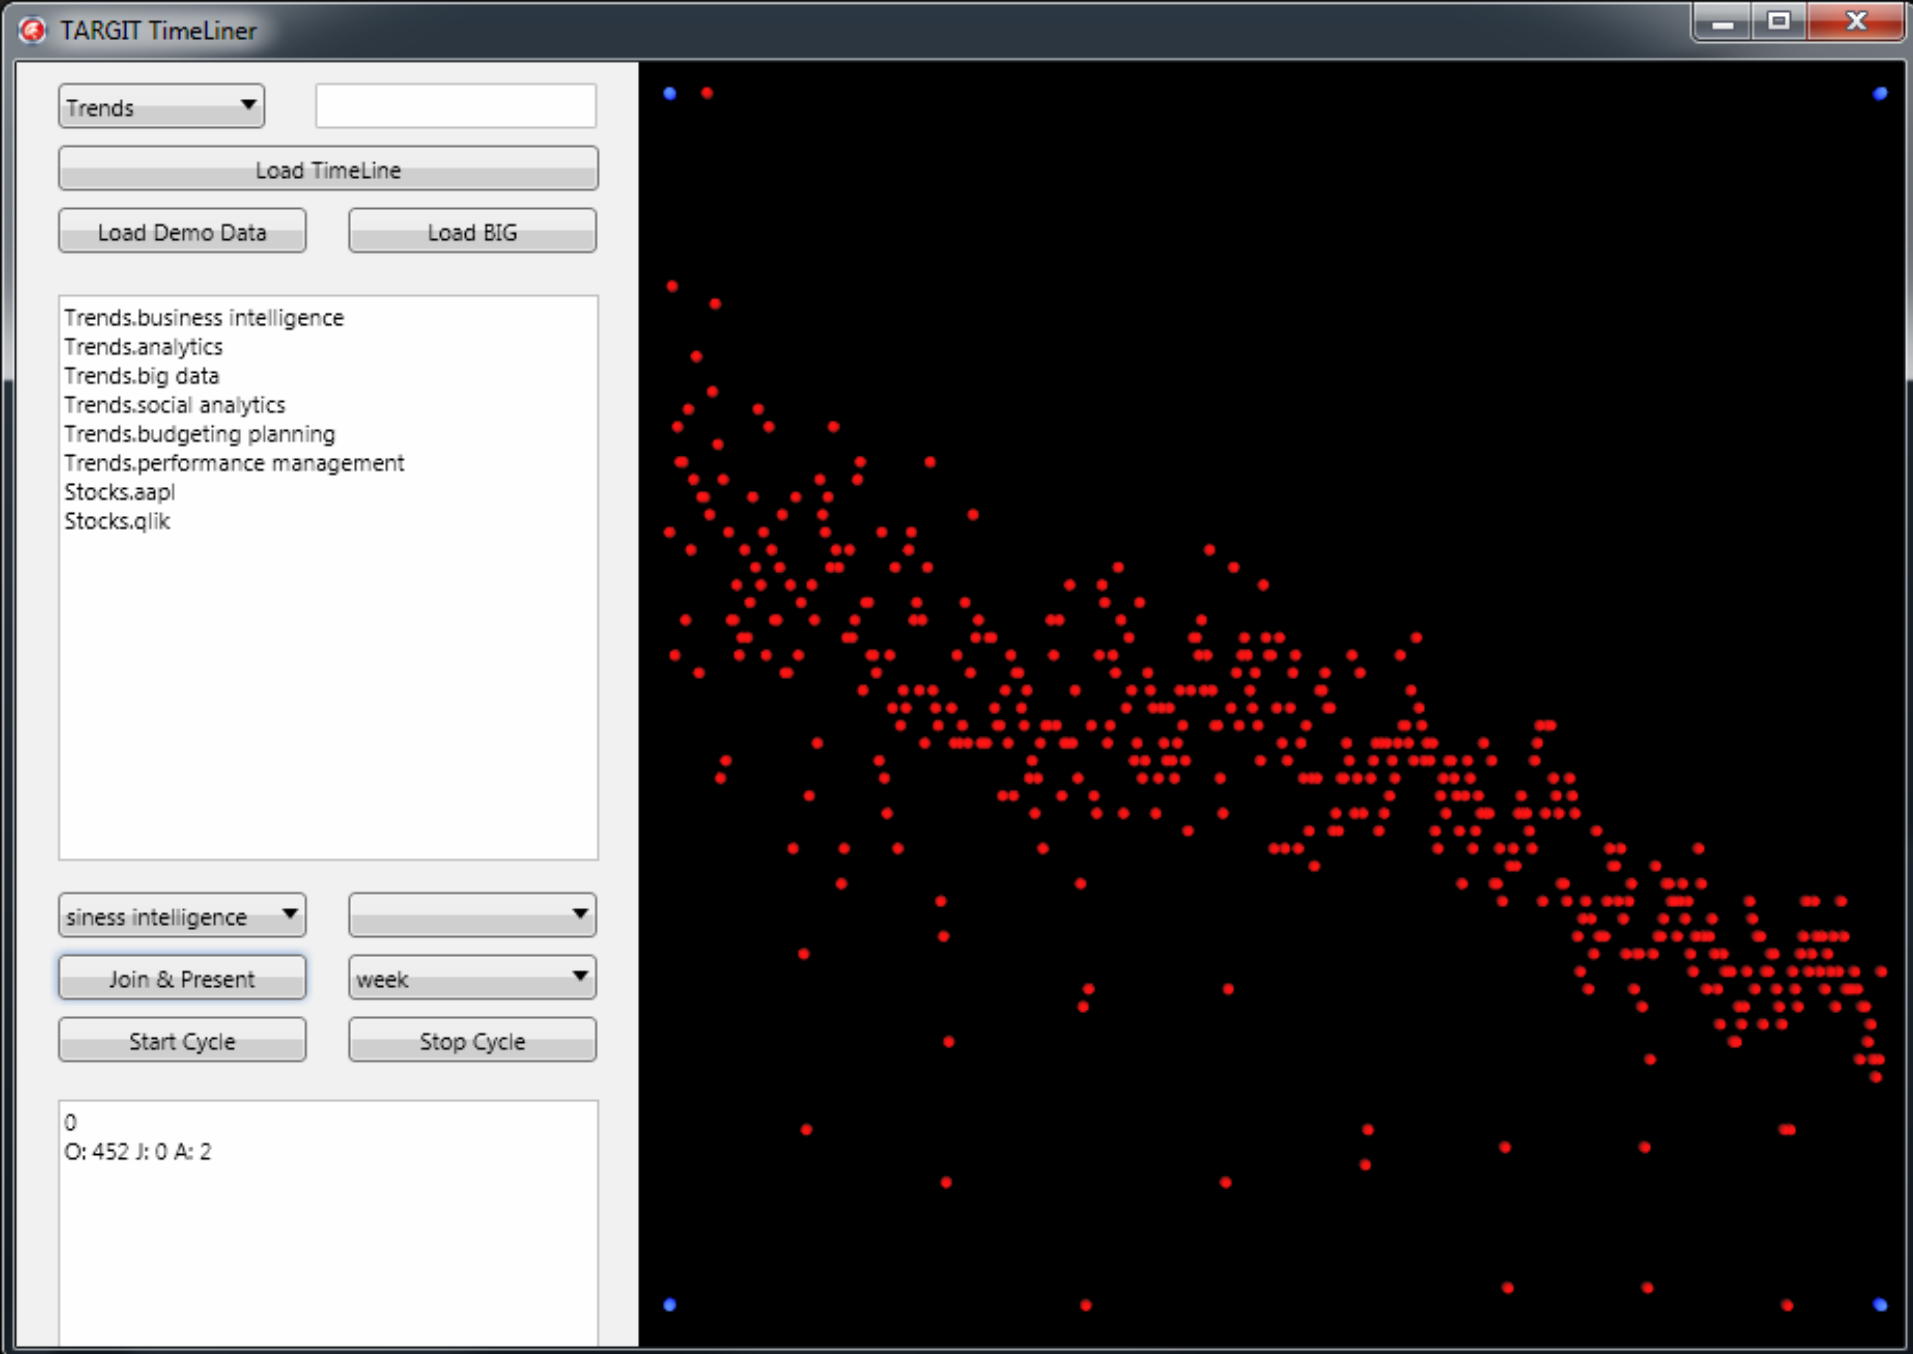 TARGIT TimeLiner
Trends
Load TimeLine
Load Demo Data
Load BIG
Trends.business intelligence
Trends.analytics
Trends.big data
Trends.social analytics
Trends.budgeting planning
Trends.performance management
Stocks.aapl
Stocks.qlik
siness intelligence
Join & Present
week
Start Cycle
Stop Cycle
0
O: 452 J: 0 A: 2